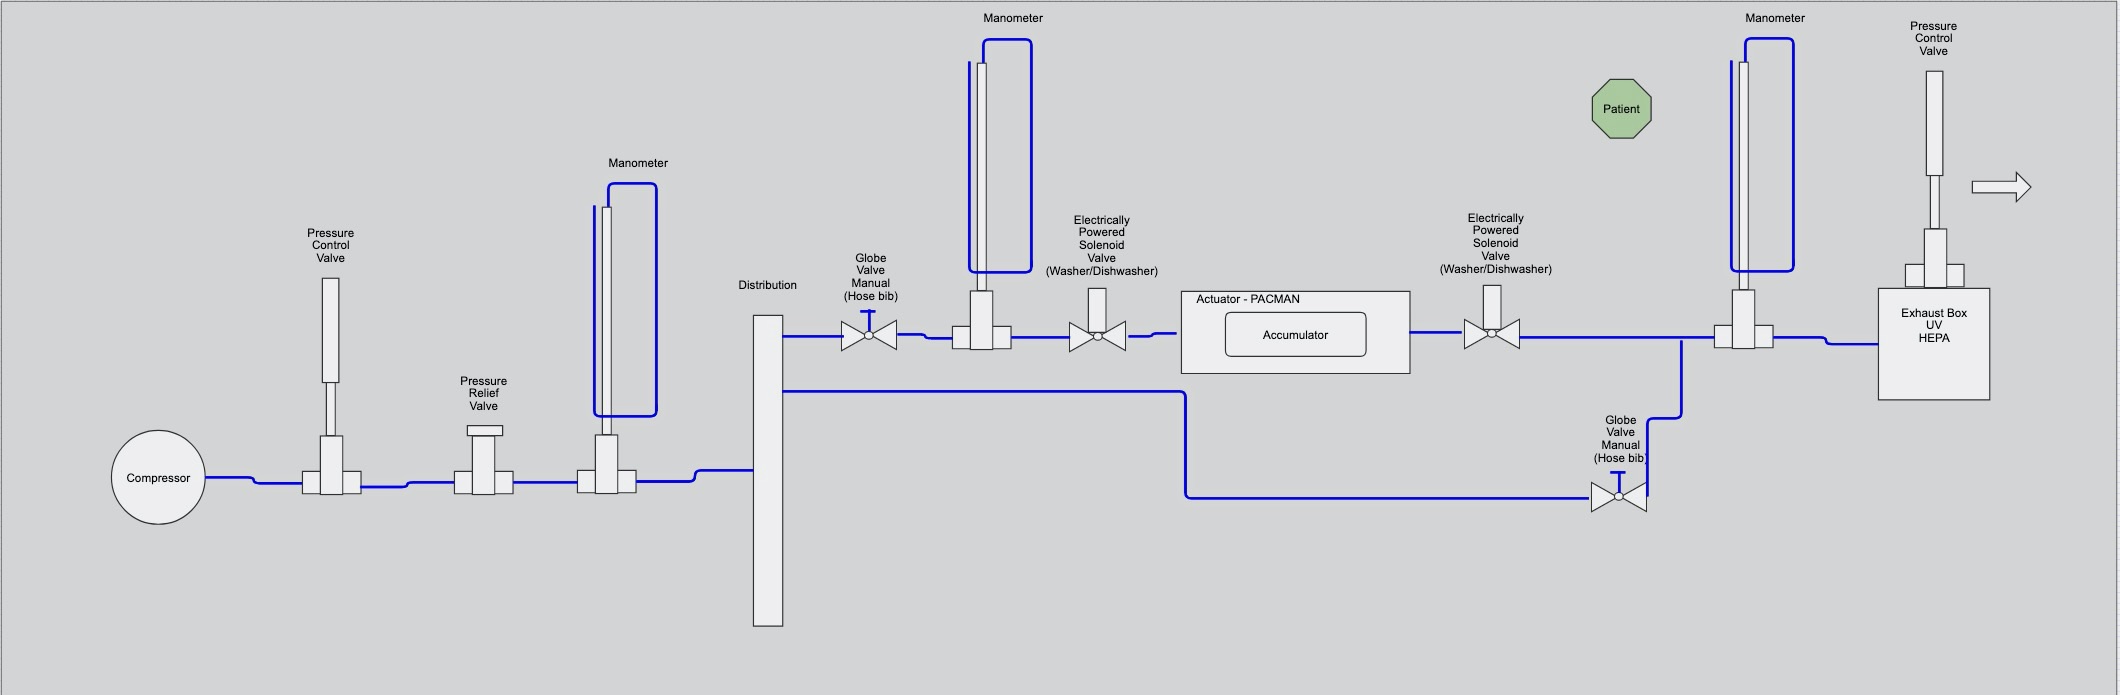 Manometer
Manometer
Pressure
Control
Valve
Patient
Manometer
Pressure
Control
Valve
Electrically
Powered
Solenoid
Valve
(Washer/Dishwasher)
Electrically
Powered
Solenoid
Valve
(Washer/Dishwasher)
Globe
Valve
Manual
(Hose bib)
Distribution
Actuator - PACMAN
Accumulator
Exhaust Box
UV
HEPA
Pressure
Relief
Valve
Globe
Valve
Manual
(Hose bib)
Compressor